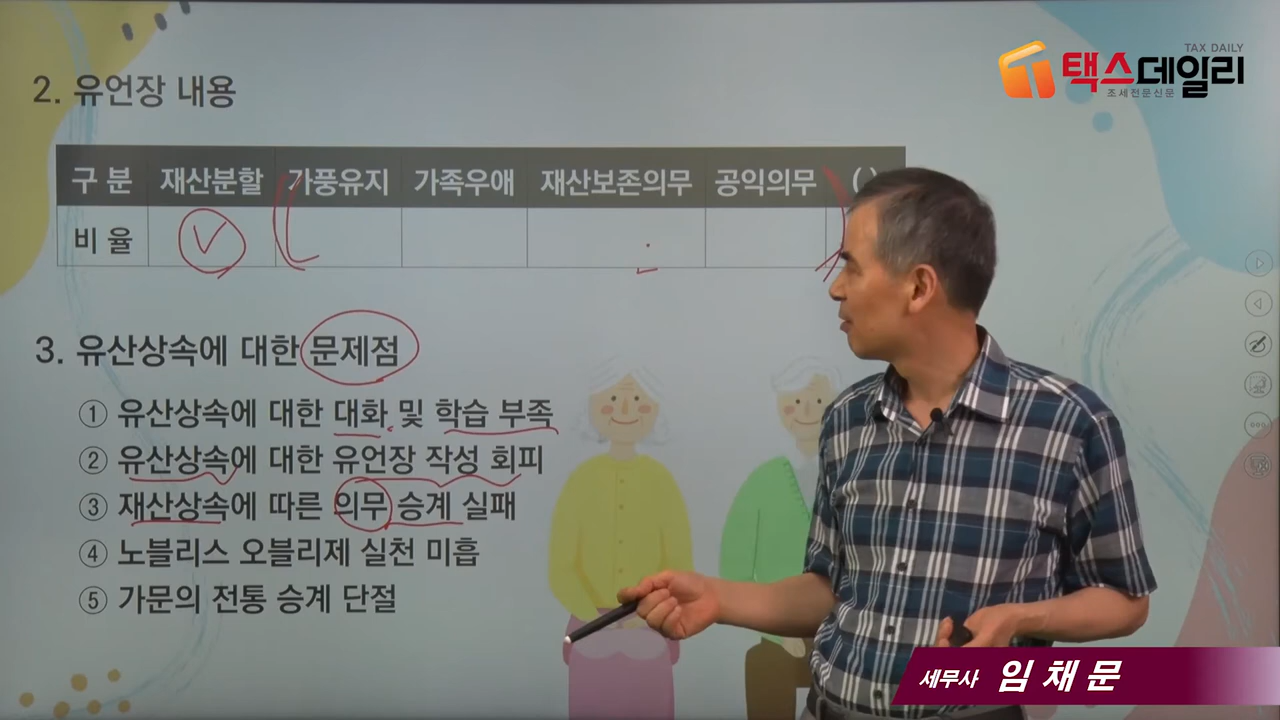 TAX DAILY
택스데일리
조세전문신문
2. 유언장 내용
구 분 재산분할 가풍유지 가족우애 재산보존의무 공익의무 ( )
비 율
3. 유산상속에 대한 문제점
① 유산상속에 대한 대화 및 학습 부족
② 유산상속에 대한 유언장 작성 회피
③ 재산상속에 따른 의무 승계 실패
④ 노블리스 오블리제 실천 미흡
⑤ 가문의 전통 승계 단절
세무사 임채문